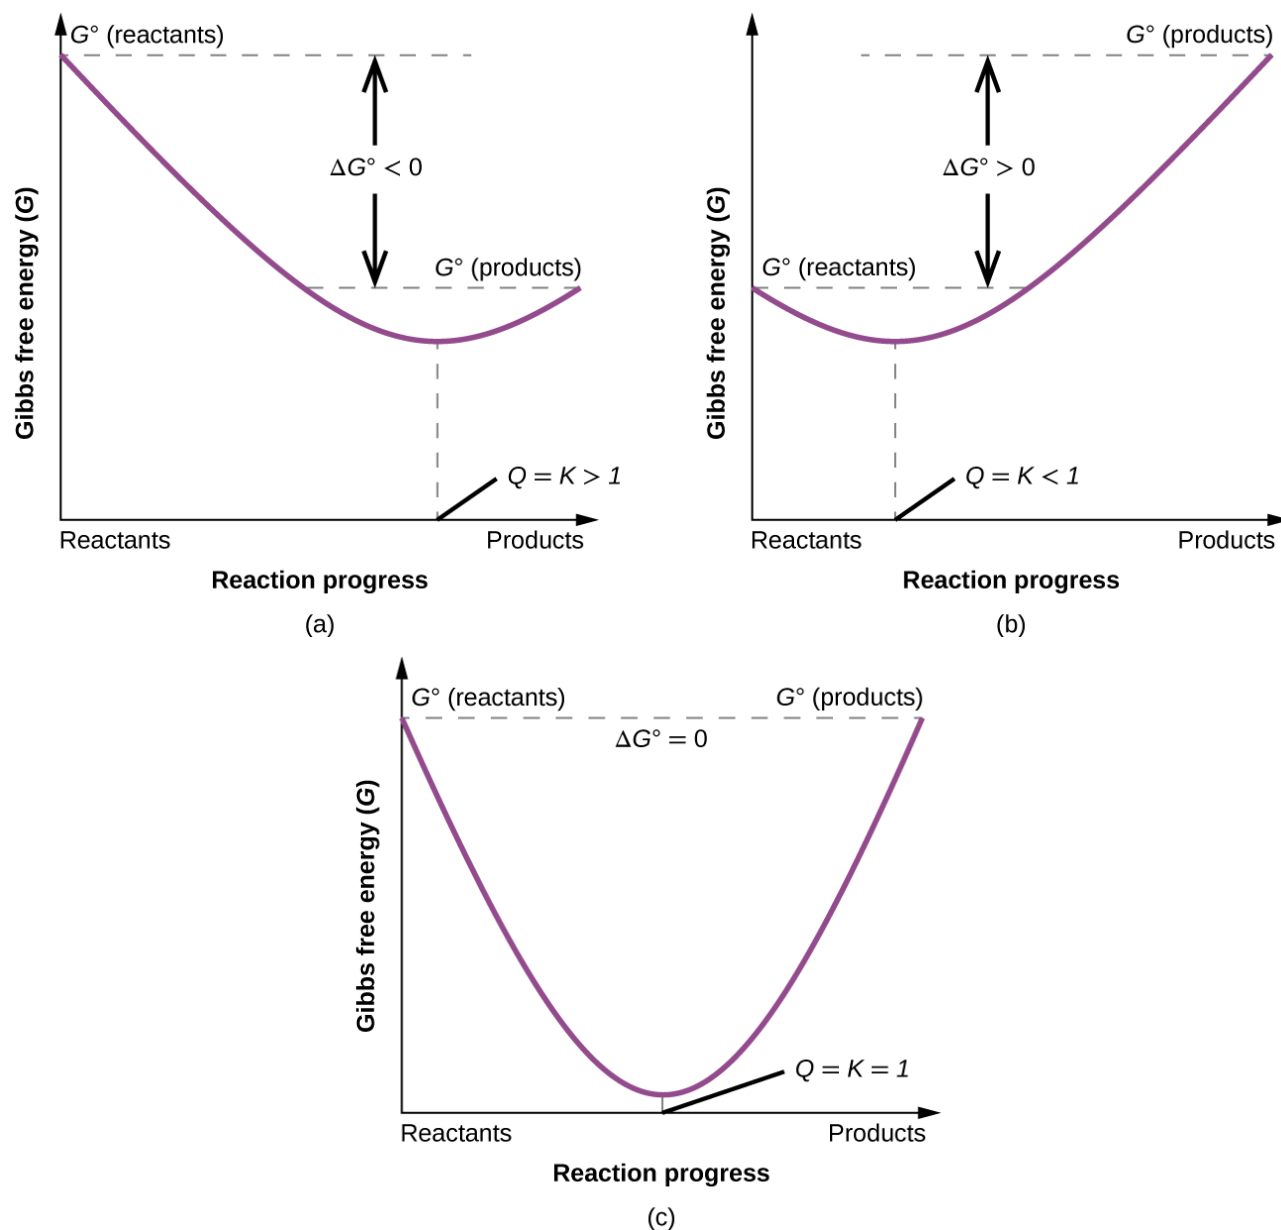 G° (reactants)
ΔG° < 0
G° (products)
Gibbs free energy (G)
Q = K > 1
Reactants
Products
Reaction progress
(a)
G° (products)
ΔG° > 0
G° (reactants)
Gibbs free energy (G)
Q = K < 1
Reactants
Products
Reaction progress
(b)
G° (reactants)
G° (products)
ΔG° = 0
Gibbs free energy (G)
Q = K = 1
Reactants
Products
Reaction progress
(c)